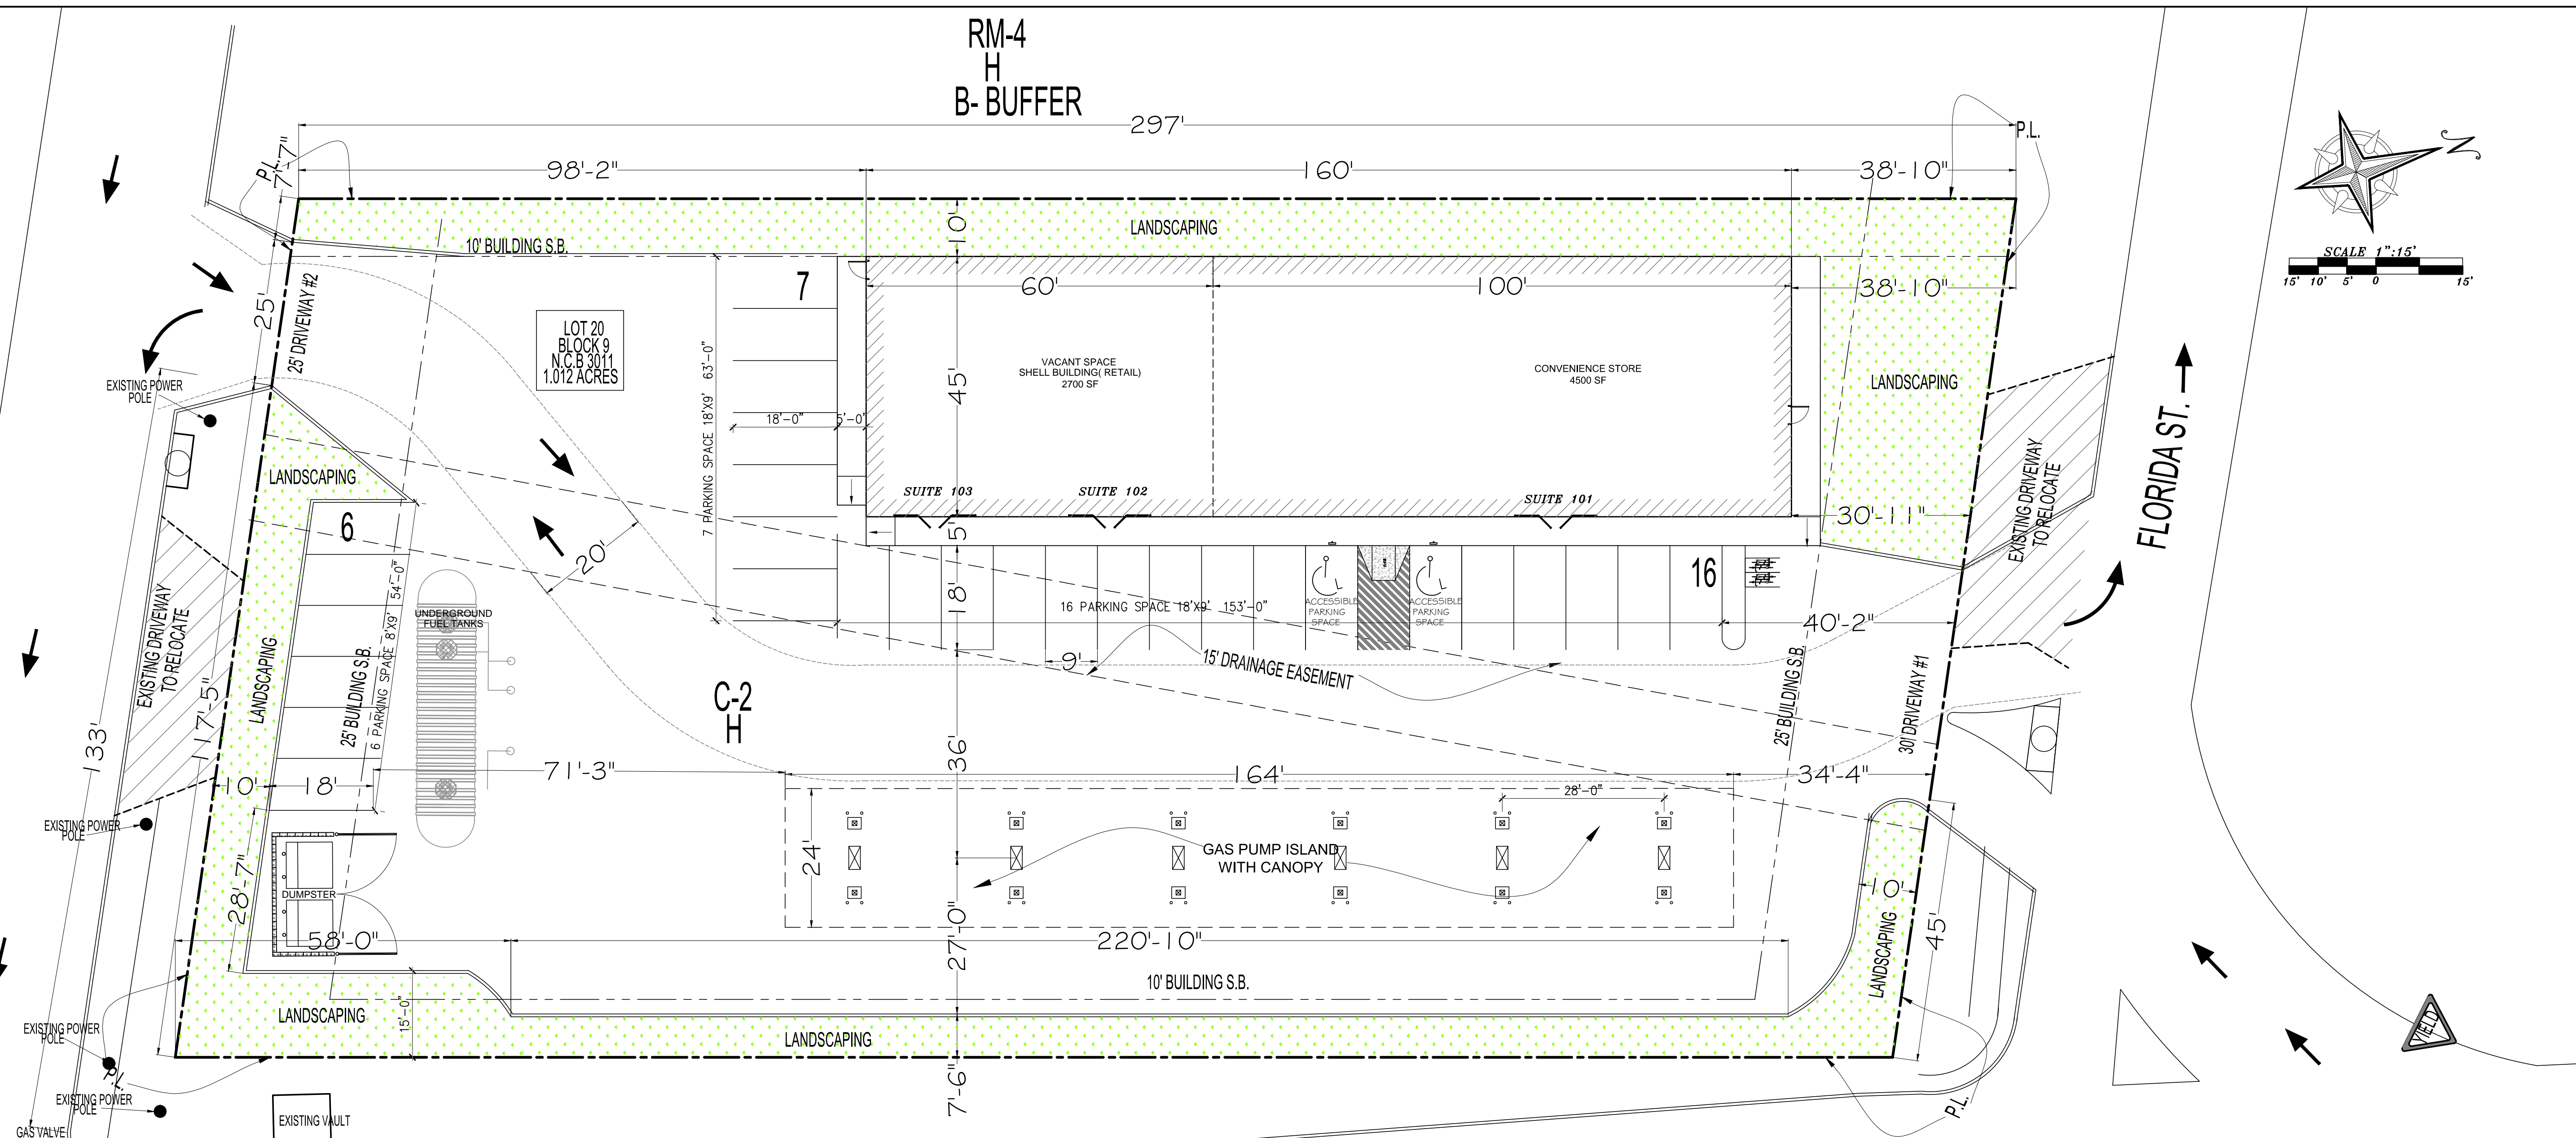 RM-4
H
B- BUFFER
297'
P.L.
P.L.
7'-7"
98'-2"
160'
38'-10"
N
SCALE 1":15'
15' 10' 5' 0 15'
LANDSCAPING
10'
10' BUILDING S.B.
7
60'
100'
38'-10"
25'
25' DRIVEWAY #2
LOT 20
BLOCK 9
N.C.B 3011
1.012 ACRES
7 PARKING SPACE 18'X9' 63'-0"
VACANT SPACE
SHELL BUILDING( RETAIL)
2700 SF
45'
CONVENIENCE STORE
4500 SF
LANDSCAPING
EXISTING POWER
POLE
18'-0"
5'-0"
FLORIDA ST.
LANDSCAPING
SUITE 103
SUITE 102
SUITE 101
30'-11"
EXISTING DRIVEWAY
TO RELOCATE
6
5'
20'
16
18'
16 PARKING SPACE 18'X9' 153'-0"
ACCESSIBLE
PARKING
SPACE
ACCESSIBLE
PARKING
SPACE
40'-2"
UNDERGROUND
FUEL TANKS
54'-0"
6 PARKING SPACE 8'X9'
25' BUILDING S.B.
LANDSCAPING
EXISTING DRIVEWAY
TO RELOCATE
9'
15' DRAINAGE EASEMENT
25' BUILDING S.B.
30' DRIVEWAY #1
C-2
H
133'
117'-5"
10'
18'
71'-3"
36'
164'
34'-4"
28'-0"
EXISTING POWER
POLE
24'
GAS PUMP ISLAND
WITH CANOPY
28'-7"
DUMPSTER
10'
58'-0"
27'-0"
220'-10"
45'
LANDSCAPING
10' BUILDING S.B.
LANDSCAPING
15'-0"
LANDSCAPING
EXISTING POWER
POLE
P.L.
7'-6"
P.L.
YIELD
EXISTING POWER
POLE
EXISTING VAULT
GAS VALVE